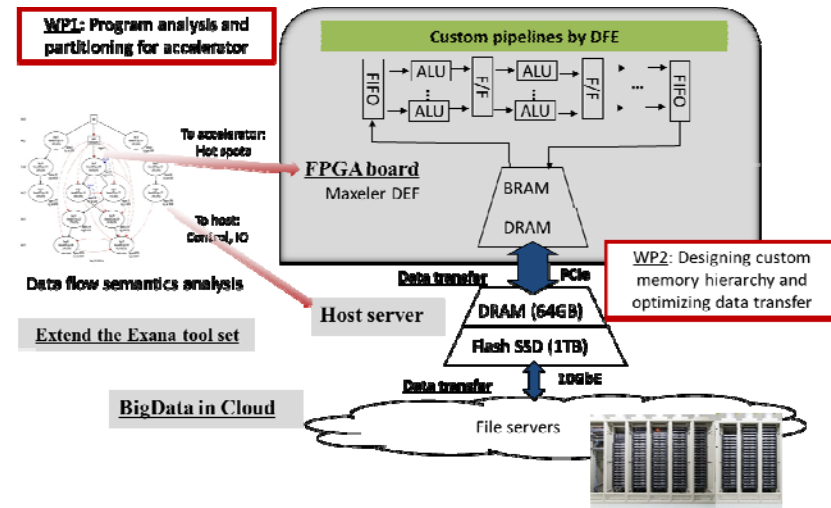 WP1: Program analysis and
partitioning for accelerator
Custom pipelines by DFE
FIFO
ALU
F/F
ALU
F/F
...
FIFO
ALU
ALU
To accelerator:
Hot spots
FPGA board
Maxeler DEF
BRAM
DRAM
To host:
Control, IO
WP2: Designing custom
memory hierarchy and
optimizing data transfer
Data flow semantics analysis
Data transfer
PCIe
Extend the Exana tool set
Host server
DRAM (64GB)
Flash SSD (1TB)
Data transfer
10GbE
BigData in Cloud
File servers